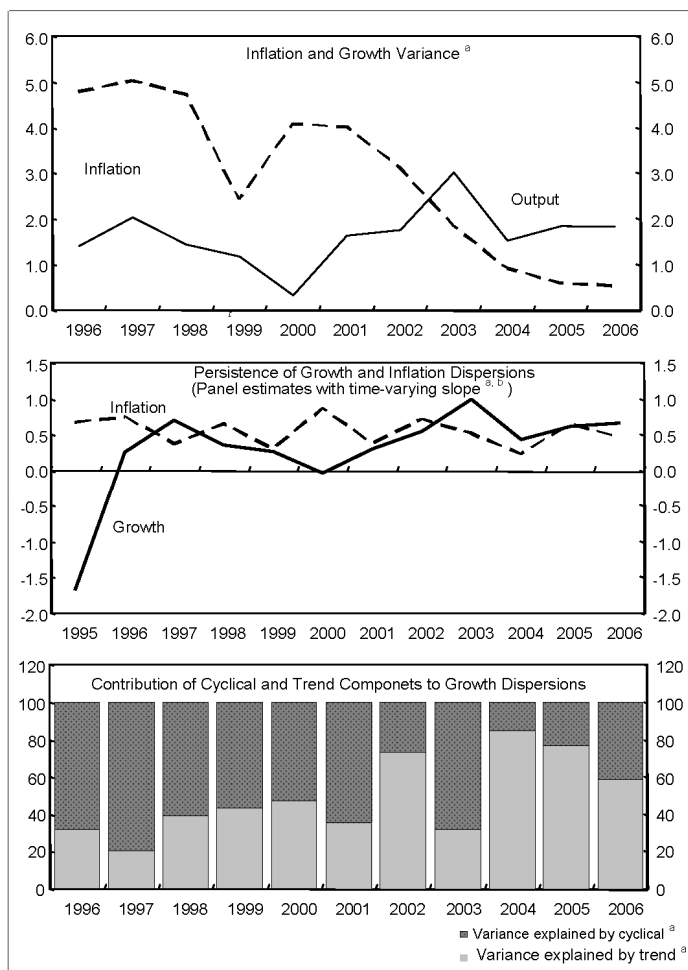 Inflation and Growth Variance a
6.0 6.0
5.0 5.0
4.0 4.0
3.0 3.0
2.0 2.0
1.0 1.0
0.0 0.0
Inflation
Output
1996 1997 1998 1999 2000 2001 2002 2003 2004 2005 2006
Persistence of Growth and Inflation Dispersions
(Panel estimates with time-varying slope a, b )
1.5 1.5
1.0 1.0
0.5 0.5
0.0 0.0
-0.5 -0.5
-1.0 -1.0
-1.5 -1.5
-2.0 -2.0
Inflation
Growth
1995 1996 1997 1998 1999 2000 2001 2002 2003 2004 2005 2006
Contribution of Cyclical and Trend Componets to Growth Dispersions
120 120
100 100
80 80
60 60
40 40
20 20
0 0
1996 1997 1998 1999 2000 2001 2002 2003 2004 2005 2006
Variance explained by cyclical a
Variance explained by trend a